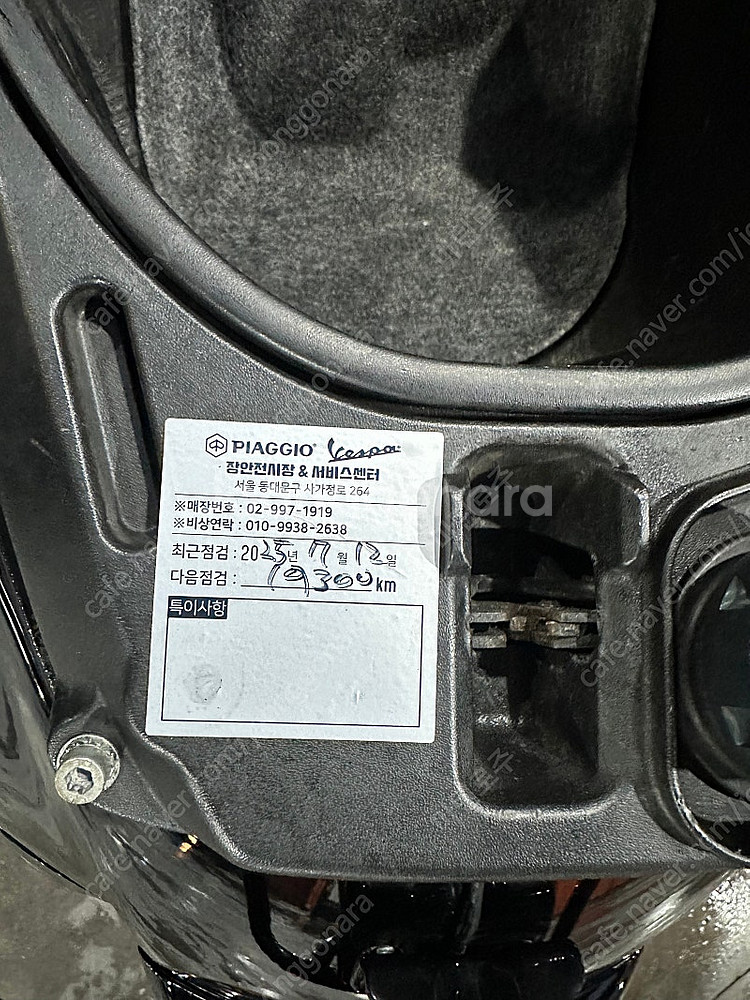 PIAGGIO Vespa
장안전시장 & 서비스센터
서울 동대문구 사가정로 264
※매장번호 : 02-997-1919
※비상연락 : 010-9938-2638
최근점검 : 2025년 7월 12일
다음점검 : 19300km
특이사항